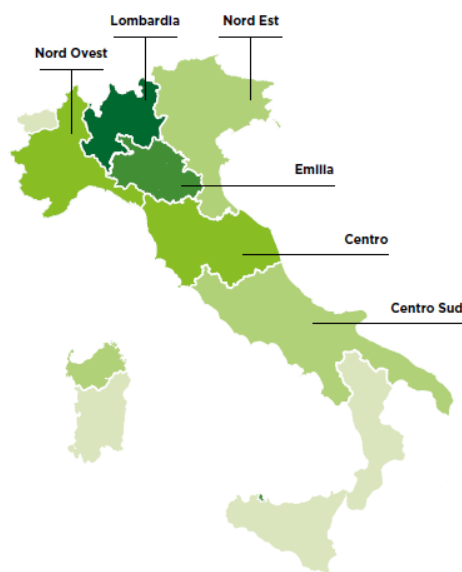 Lombardia
Nord Est
Nord Ovest
Emilia
Centro
Centro Sud